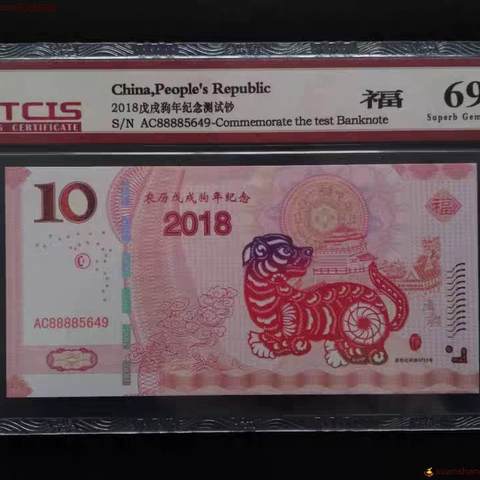 TCIS
CERTIFICATE
China,People's Republic
2018戊戌狗年纪念测试钞
S/N AC88885649-Commemorate the test Banknote
福
69
Superb Gem
10
农历戊戌狗年纪念
2018
福
AC88885649